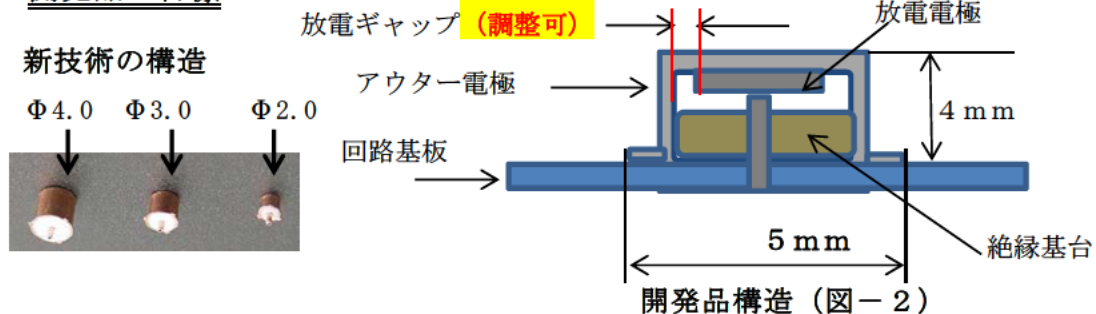 放電ギャップ（調整可）
放電電極
新技術の構造
アウター電極
Φ4.0 Φ3.0 Φ2.0
4mm
回路基板
5mm
絶縁基台
開発品構造（図－2）